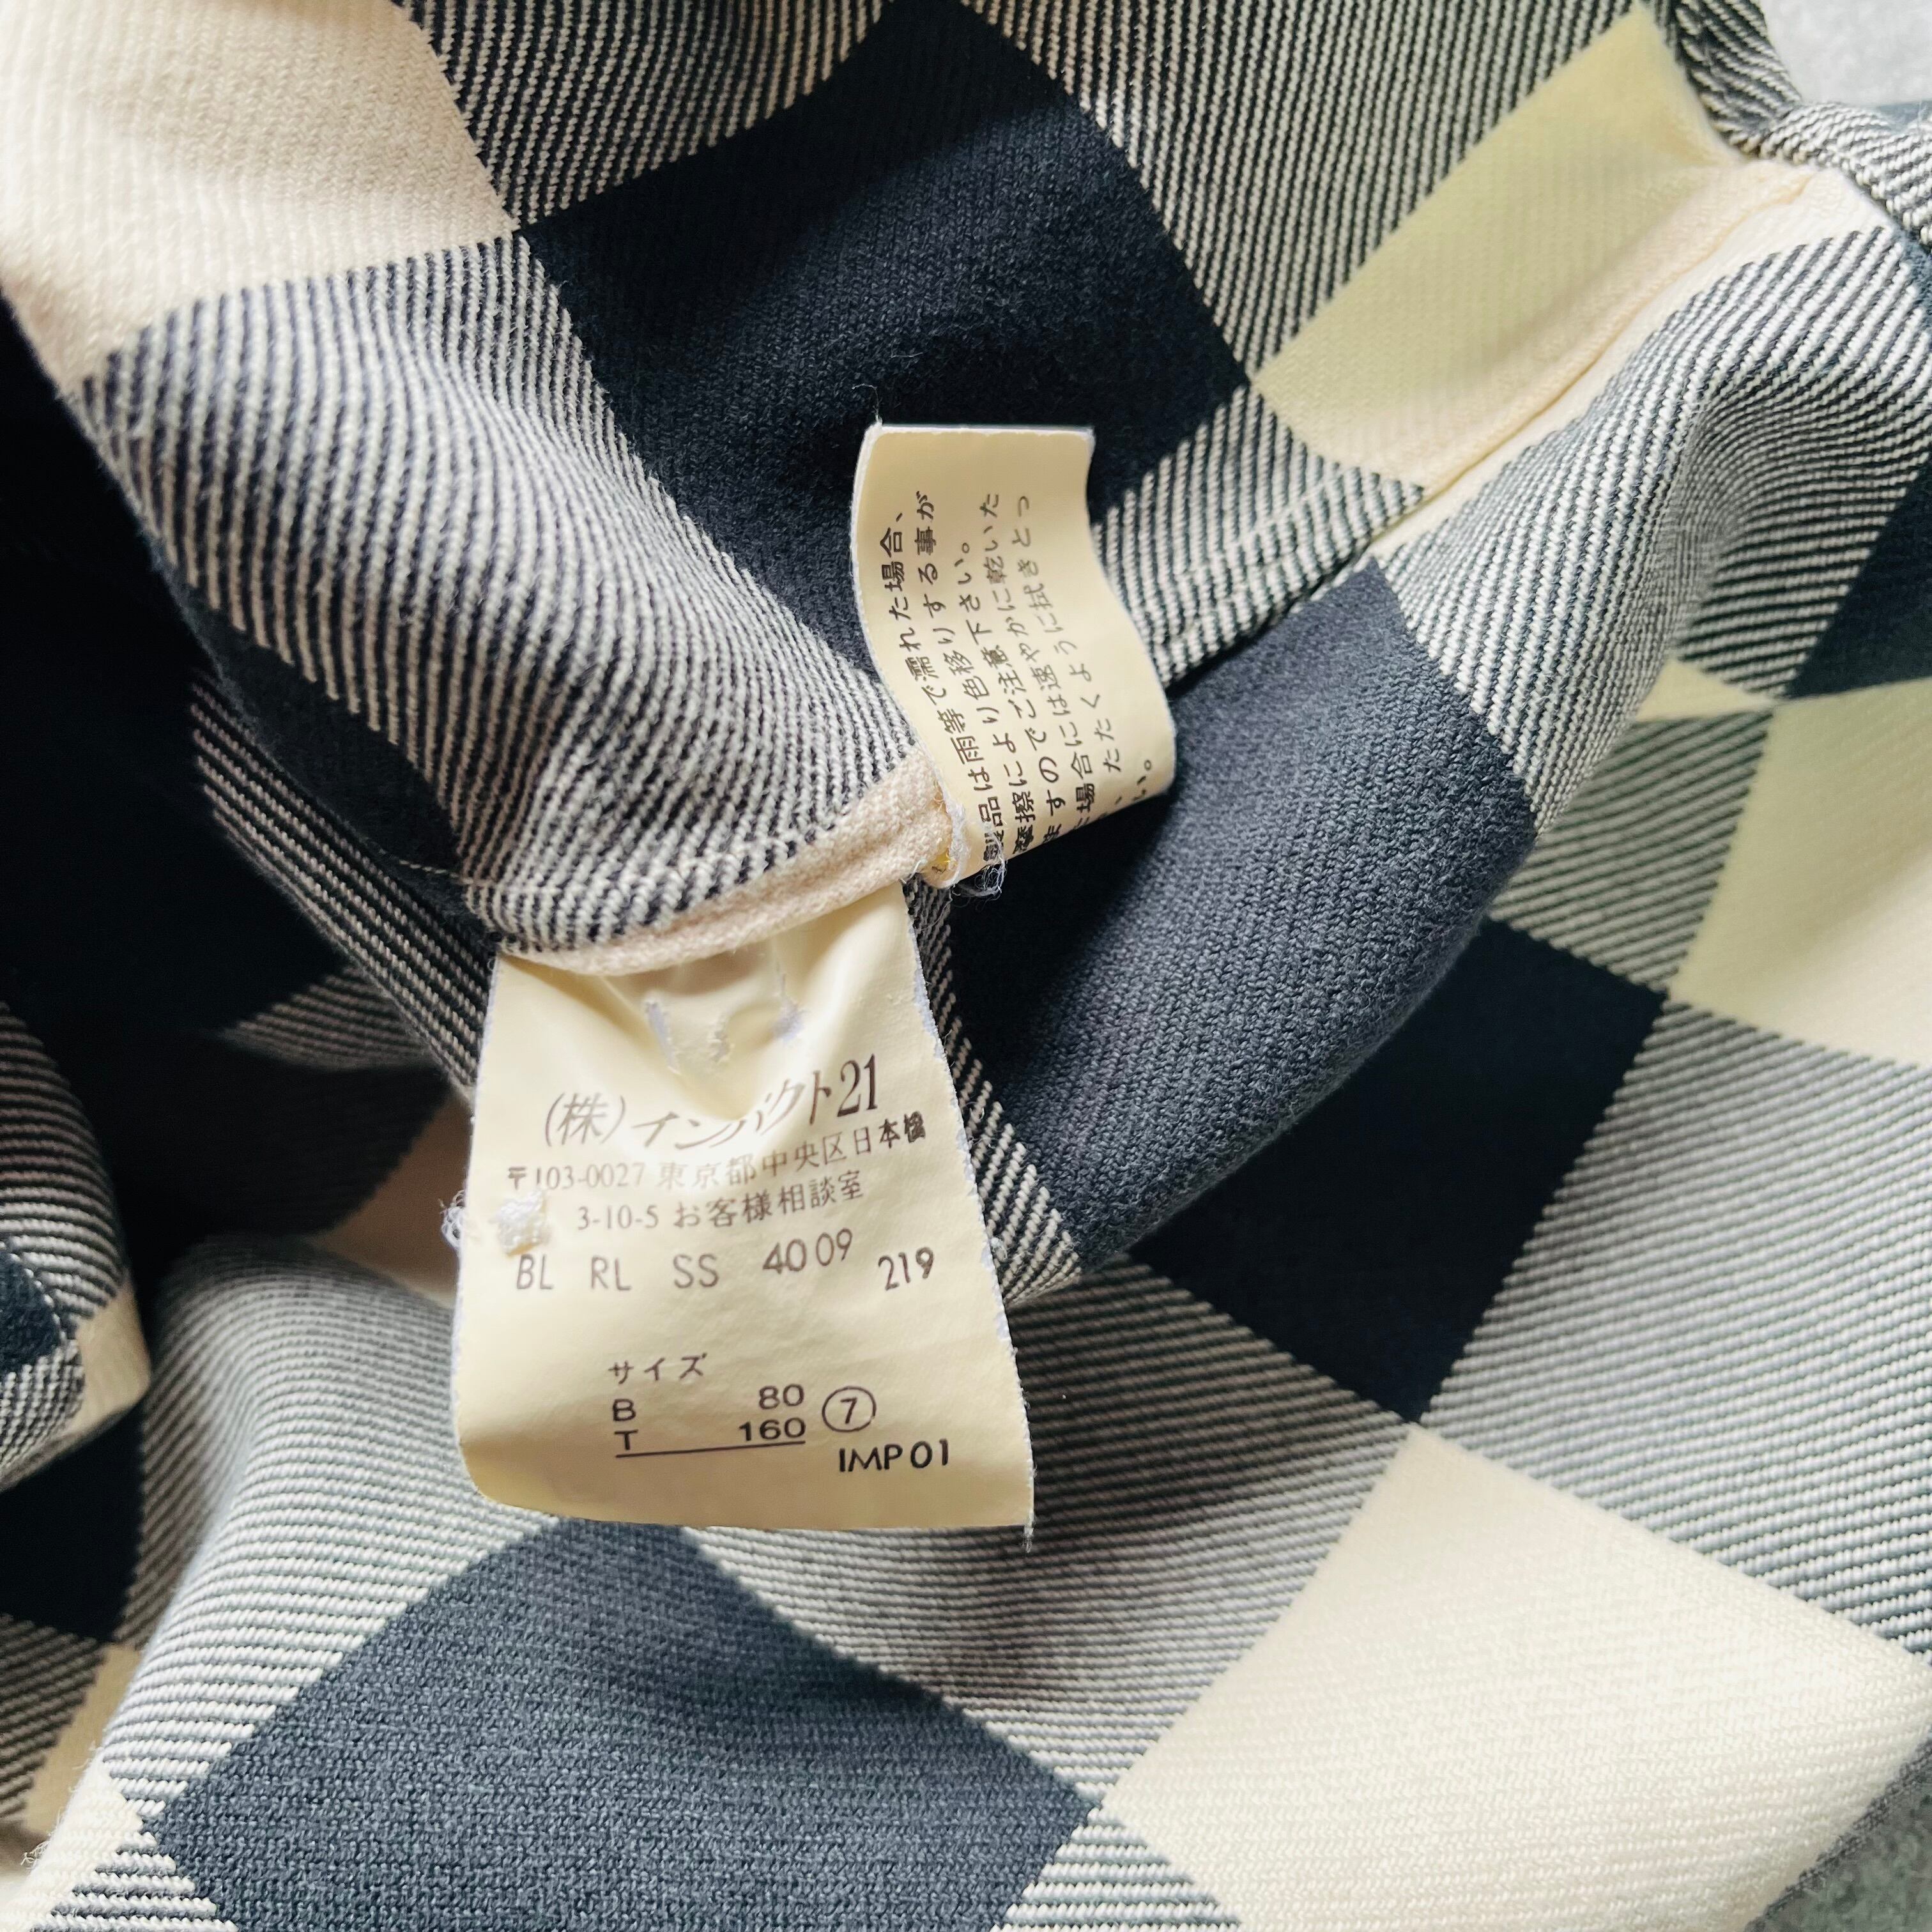 製品は雨等で濡れた場合、
摩擦により色移りする事が
ますのでご注意下さい。
た場合には速やかに乾いた
、たたくように拭きとっ
い。
(株)インパクト21
〒103-0027 東京都中央区日本橋
3-10-5 お客様相談室
BL RL SS 4009 219
サイズ
B 80
T 160 ⑦
IMP01